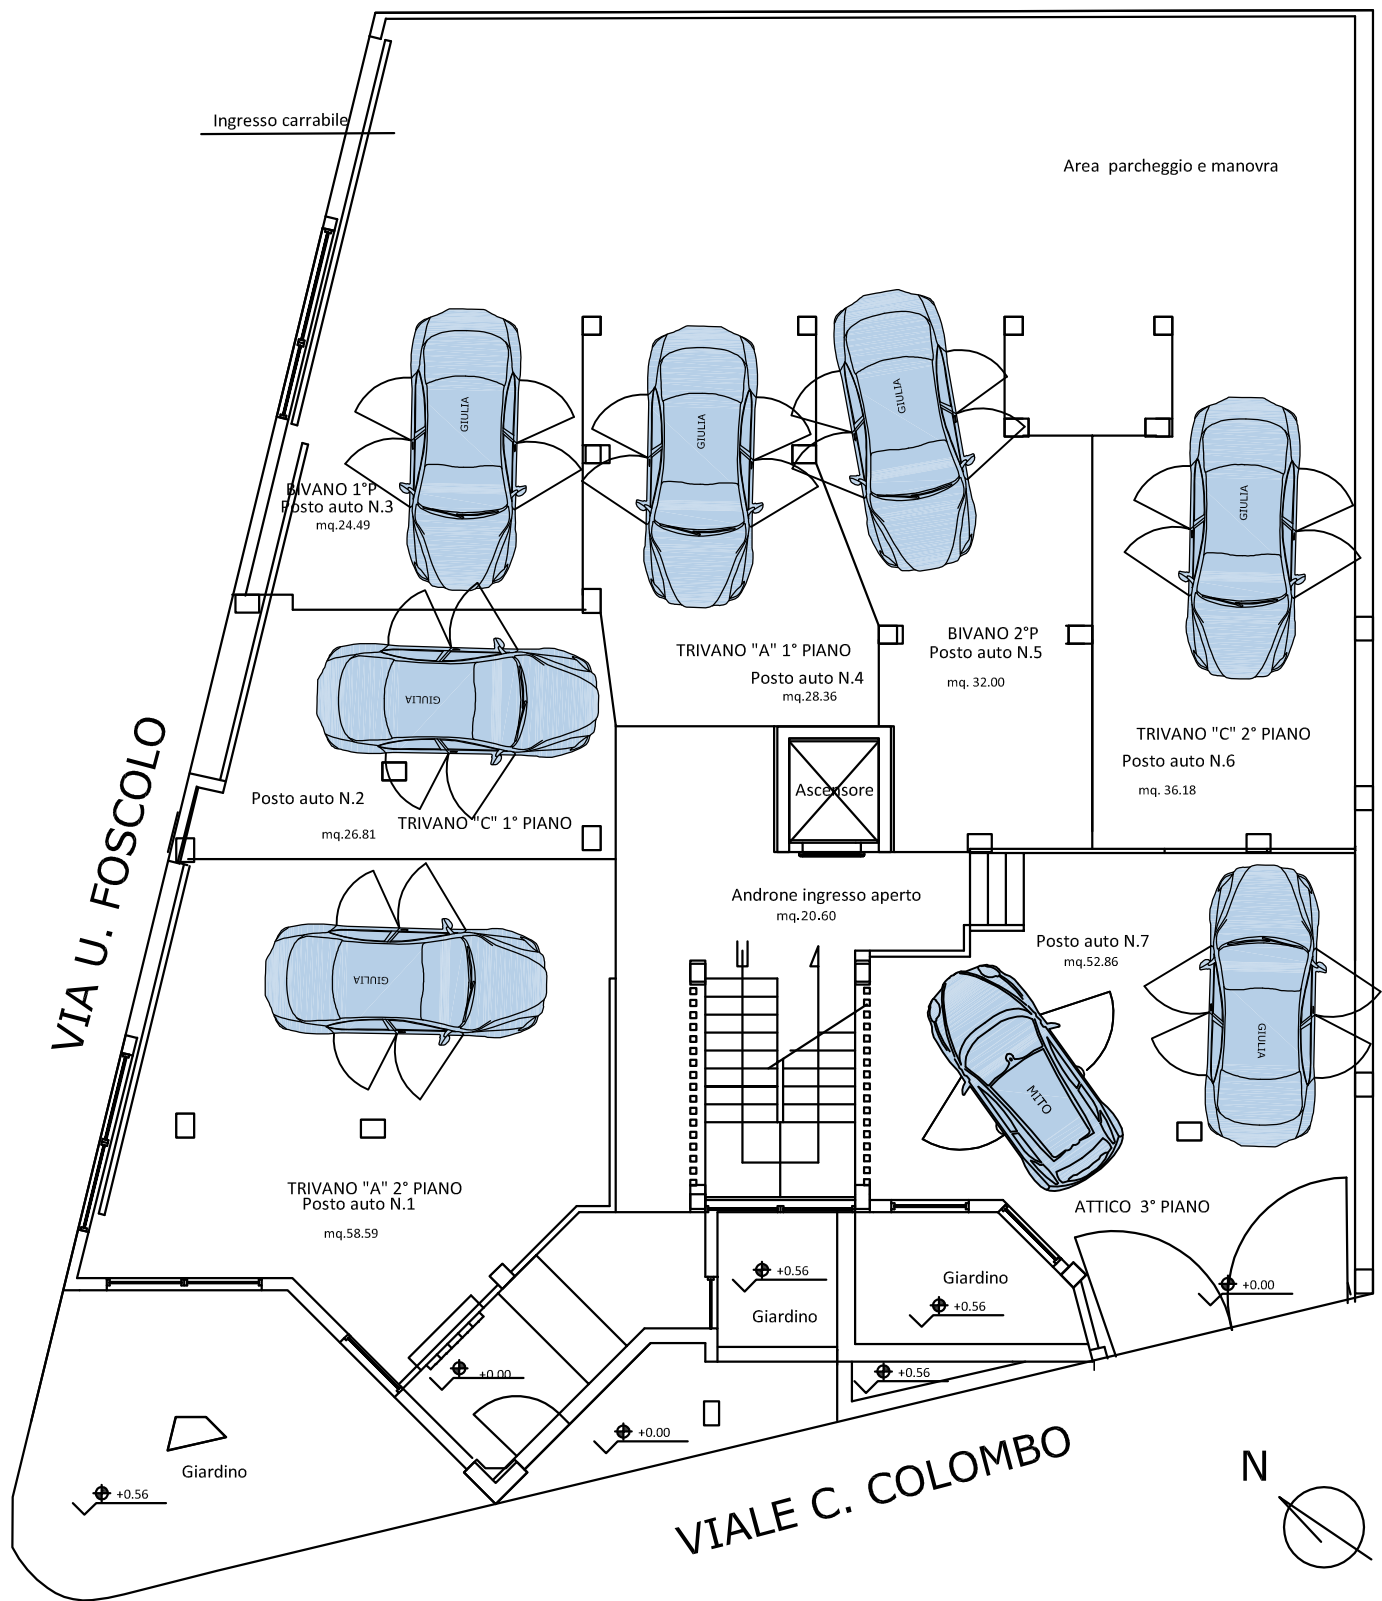 Ingresso carrabile
Area parcheggio e manovra
GIULIA
GIULIA
GIULIA
GIULIA
BIVANO 1°P
Posto auto N.3
mq.24.49
TRIVANO "A" 1° PIANO
Posto auto N.4
mq.28.36
BIVANO 2°P
Posto auto N.5
mq. 32.00
TRIVANO "C" 2° PIANO
Posto auto N.6
mq. 36.18
GIULIA
Posto auto N.2
mq.26.81
TRIVANO "C" 1° PIANO
Ascensore
VIA U. FOSCOLO
Androne ingresso aperto
mq.20.60
Posto auto N.7
mq.52.86
GIULIA
GIULIA
MITO
TRIVANO "A" 2° PIANO
Posto auto N.1
mq.58.59
ATTICO 3° PIANO
+0.56
Giardino
Giardino
+0.56
+0.00
+0.00
+0.56
+0.00
Giardino
+0.56
VIALE C. COLOMBO
N